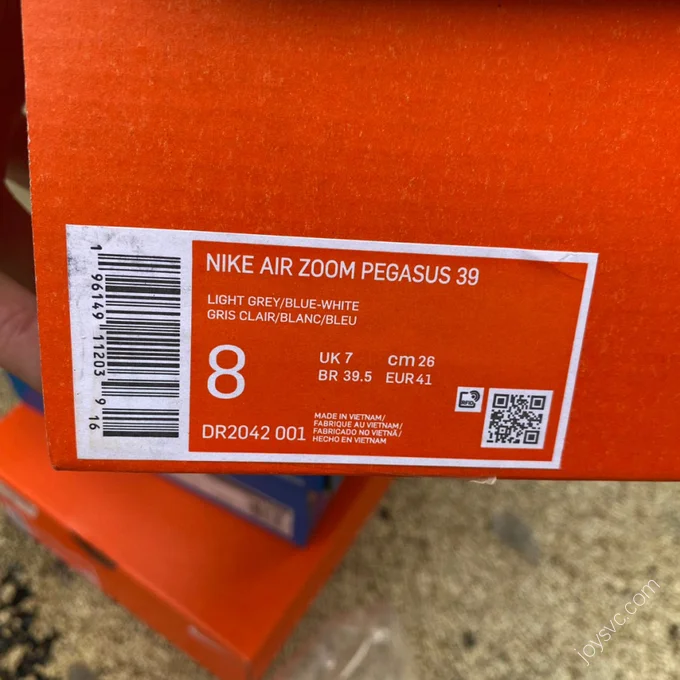 NIKE AIR ZOOM PEGASUS 39
LIGHT GREY/BLUE-WHITE
GRIS CLAIR/BLANC/BLEU
8
UK 7 cm 26
BR 39.5 EUR 41
DR2042 001
MADE IN VIETNAM/
FABRIQUE AU VIETNAM/
FABRICADO NO VIETNÃ/
HECHO EN VIETNAM
1 96149 11203 9 16
joysvc.com